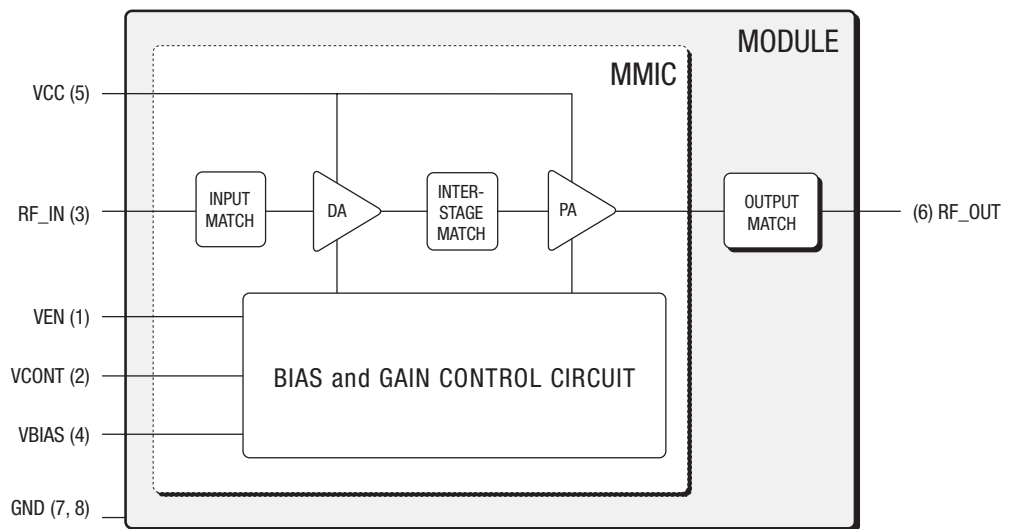 MODULE
MMIC
VCC (5)
INPUT
MATCH
DA
INTER-
STAGE
MATCH
PA
OUTPUT
MATCH
RF_IN (3)
(6) RF_OUT
VEN (1)
VCONT (2)
BIAS and GAIN CONTROL CIRCUIT
VBIAS (4)
GND (7, 8)